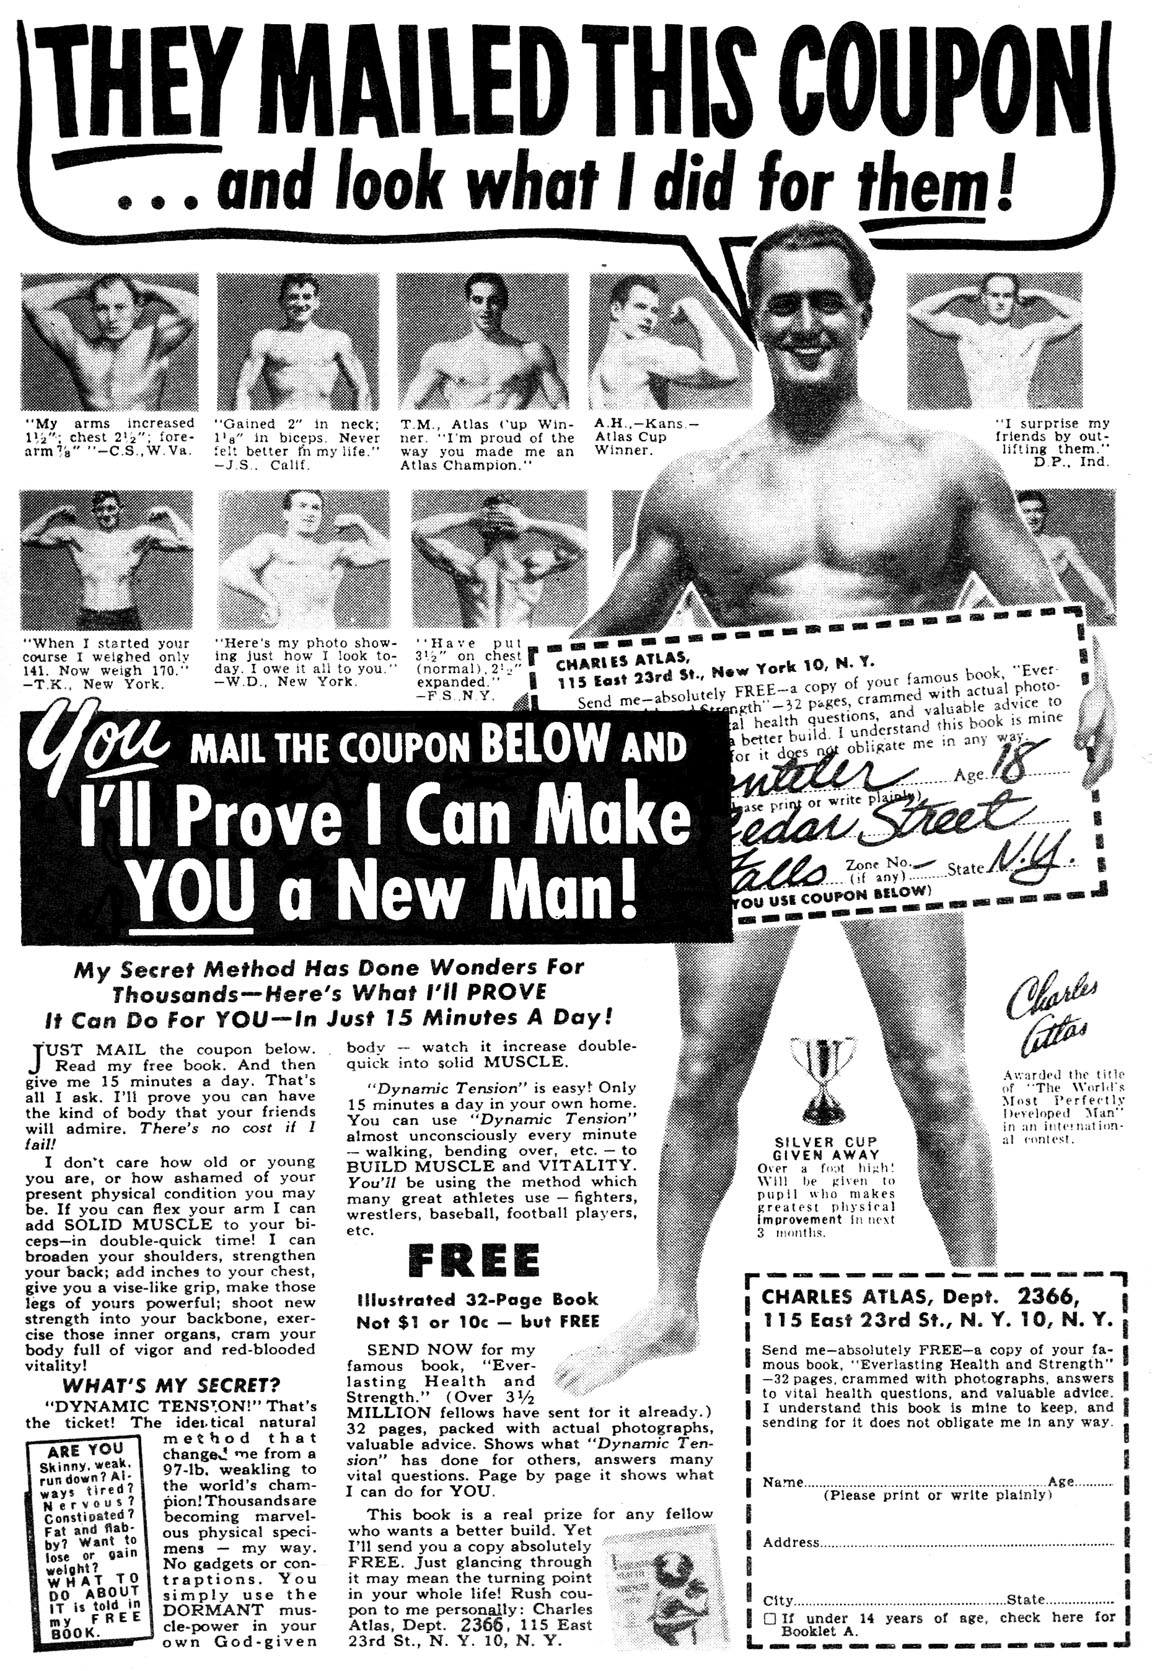 THEY MAILED THIS COUPON
...and look what I did for them!
"My arms increased
1½"; chest 2½"; fore-
arm ⅞" "—C.S., W.Va.
"Gained 2" in neck;
1⅛" in biceps. Never
felt better in my life."
—J.S., Calif.
T.M., Atlas Cup Win-
ner. "I'm proud of the
way you made me an
Atlas Champion."
A.H.,—Kans.—
Atlas Cup
Winner.
"I surprise my
friends by out-
lifting them."
D.P., Ind.
"When I started your
course I weighed only
141. Now weigh 170."
—T.K., New York.
"Here's my photo show-
ing just how I look to-
day. I owe it all to you."
—W.D., New York.
"Have put
3½" on chest
(normal), 2½"
expanded."
—F S., N.Y.
CHARLES ATLAS,
115 East 23rd St., New York 10, N. Y.
Send me—absolutely FREE—a copy of your famous book, "Ever-
Strength"—32 pages, crammed with actual photo-
al health questions, and valuable advice to
a better build. I understand this book is mine
for it does not obligate me in any way.
Age 18
ease print or write plainly)
Cedar Street
Falls Zone No. (if any) State N.Y.
YOU USE COUPON BELOW)
You MAIL THE COUPON BELOW AND
I'll Prove I Can Make
YOU a New Man!
My Secret Method Has Done Wonders For
Thousands—Here's What I'll PROVE
It Can Do For YOU—In Just 15 Minutes A Day!
JUST MAIL the coupon below.
Read my free book. And then
give me 15 minutes a day. That's
all I ask. I'll prove you can have
the kind of body that your friends
will admire. There's no cost if I
fail!
I don't care how old or young
you are, or how ashamed of your
present physical condition you may
be. If you can flex your arm I can
add SOLID MUSCLE to your bi-
ceps—in double-quick time! I can
broaden your shoulders, strengthen
your back; add inches to your chest,
give you a vise-like grip, make those
legs of yours powerful; shoot new
strength into your backbone, exer-
cise those inner organs, cram your
body full of vigor and red-blooded
vitality!
WHAT'S MY SECRET?
"DYNAMIC TENSION!" That's
the ticket! The identical natural
method that
changed me from a
97-lb. weakling to
the world's cham-
pion! Thousands are
becoming marvel-
ous physical speci-
mens — my way.
No gadgets or con-
traptions. You
simply use the
DORMANT mus-
cle-power in your
own God-given
ARE YOU
Skinny, weak,
run down? Al-
ways tired?
Nervous?
Constipated?
Fat and flab-
by? Want to
lose or gain
weight?
WHAT TO
DO ABOUT
IT is told in
my FREE
BOOK.
body — watch it increase double-
quick into solid MUSCLE.
"Dynamic Tension" is easy! Only
15 minutes a day in your own home.
You can use "Dynamic Tension"
almost unconsciously every minute
— walking, bending over, etc. — to
BUILD MUSCLE and VITALITY.
You'll be using the method which
many great athletes use — fighters,
wrestlers, baseball, football players,
etc.
FREE
Illustrated 32-Page Book
Not $1 or 10c — but FREE
SEND NOW for my
famous book, "Ever-
lasting Health and
Strength." (Over 3½
MILLION fellows have sent for it already.)
32 pages, packed with actual photographs,
valuable advice. Shows what "Dynamic Ten-
sion" has done for others, answers many
vital questions. Page by page it shows what
I can do for YOU.
This book is a real prize for any fellow
who wants a better build. Yet
I'll send you a copy absolutely
FREE. Just glancing through
it may mean the turning point
in your whole life! Rush cou-
pon to me personally: Charles
Atlas, Dept. 2366, 115 East
23rd St., N. Y. 10, N. Y.
SILVER CUP
GIVEN AWAY
Over a foot high!
Will be given to
pupil who makes
greatest physical
improvement in next
3 months.
Charles
Atlas
Awarded the title
of "The World's
Most Perfectly
Developed Man"
in an internation-
al contest.
CHARLES ATLAS, Dept. 2366,
115 East 23rd St., N. Y. 10, N. Y.
Send me—absolutely FREE—a copy of your fa-
mous book, "Everlasting Health and Strength"
—32 pages, crammed with photographs, answers
to vital health questions, and valuable advice.
I understand this book is mine to keep, and
sending for it does not obligate me in any way.
Name Age
(Please print or write plainly)
Address
City State
If under 14 years of age, check here for
Booklet A.